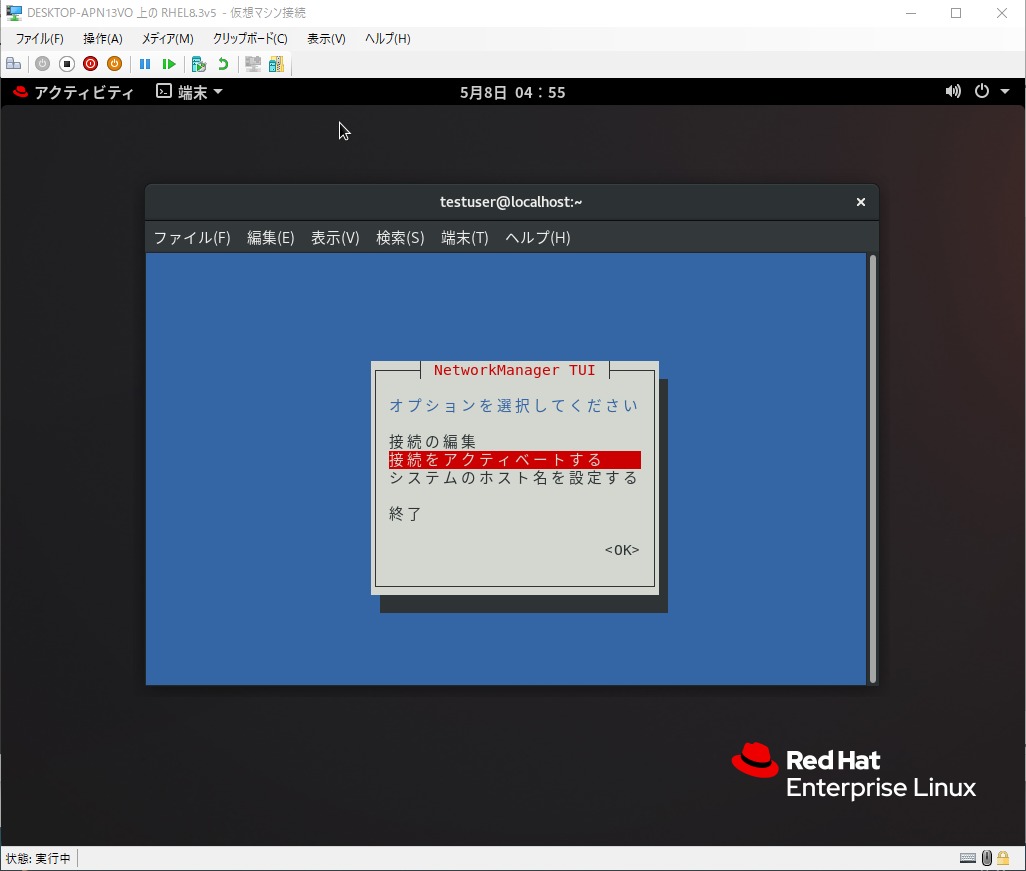 DESKTOP-APN13VO 上の RHEL8.3v5 - 仮想マシン接続
ファイル(F) 操作(A) メディア(M) クリップボード(C) 表示(V) ヘルプ(H)
アクティビティ 端末 5月8日 04：55
testuser@localhost:~
ファイル(F) 編集(E) 表示(V) 検索(S) 端末(T) ヘルプ(H)
NetworkManager TUI
オプションを選択してください
接続の編集
接続をアクティベートする
システムのホスト名を設定する
終了
<OK>
Red Hat
Enterprise Linux
状態: 実行中